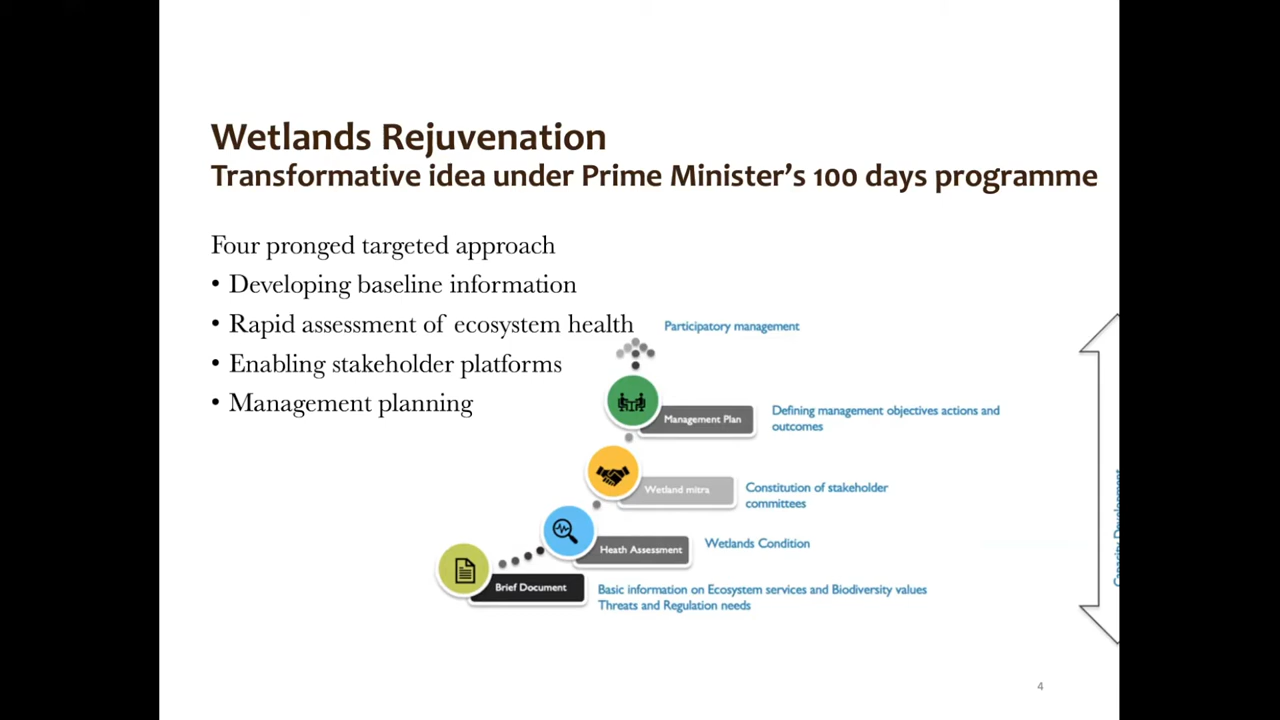 Wetlands Rejuvenation
Transformative idea under Prime Minister’s 100 days programme
Four pronged targeted approach
• Developing baseline information
• Rapid assessment of ecosystem health
• Enabling stakeholder platforms
• Management planning
Participatory management
Management Plan
Defining management objectives actions and
outcomes
Wetland mitra
Constitution of stakeholder
committees
Heath Assessment
Wetlands Condition
Brief Document
Basic information on Ecosystem services and Biodiversity values
Threats and Regulation needs
Capacity Development
4